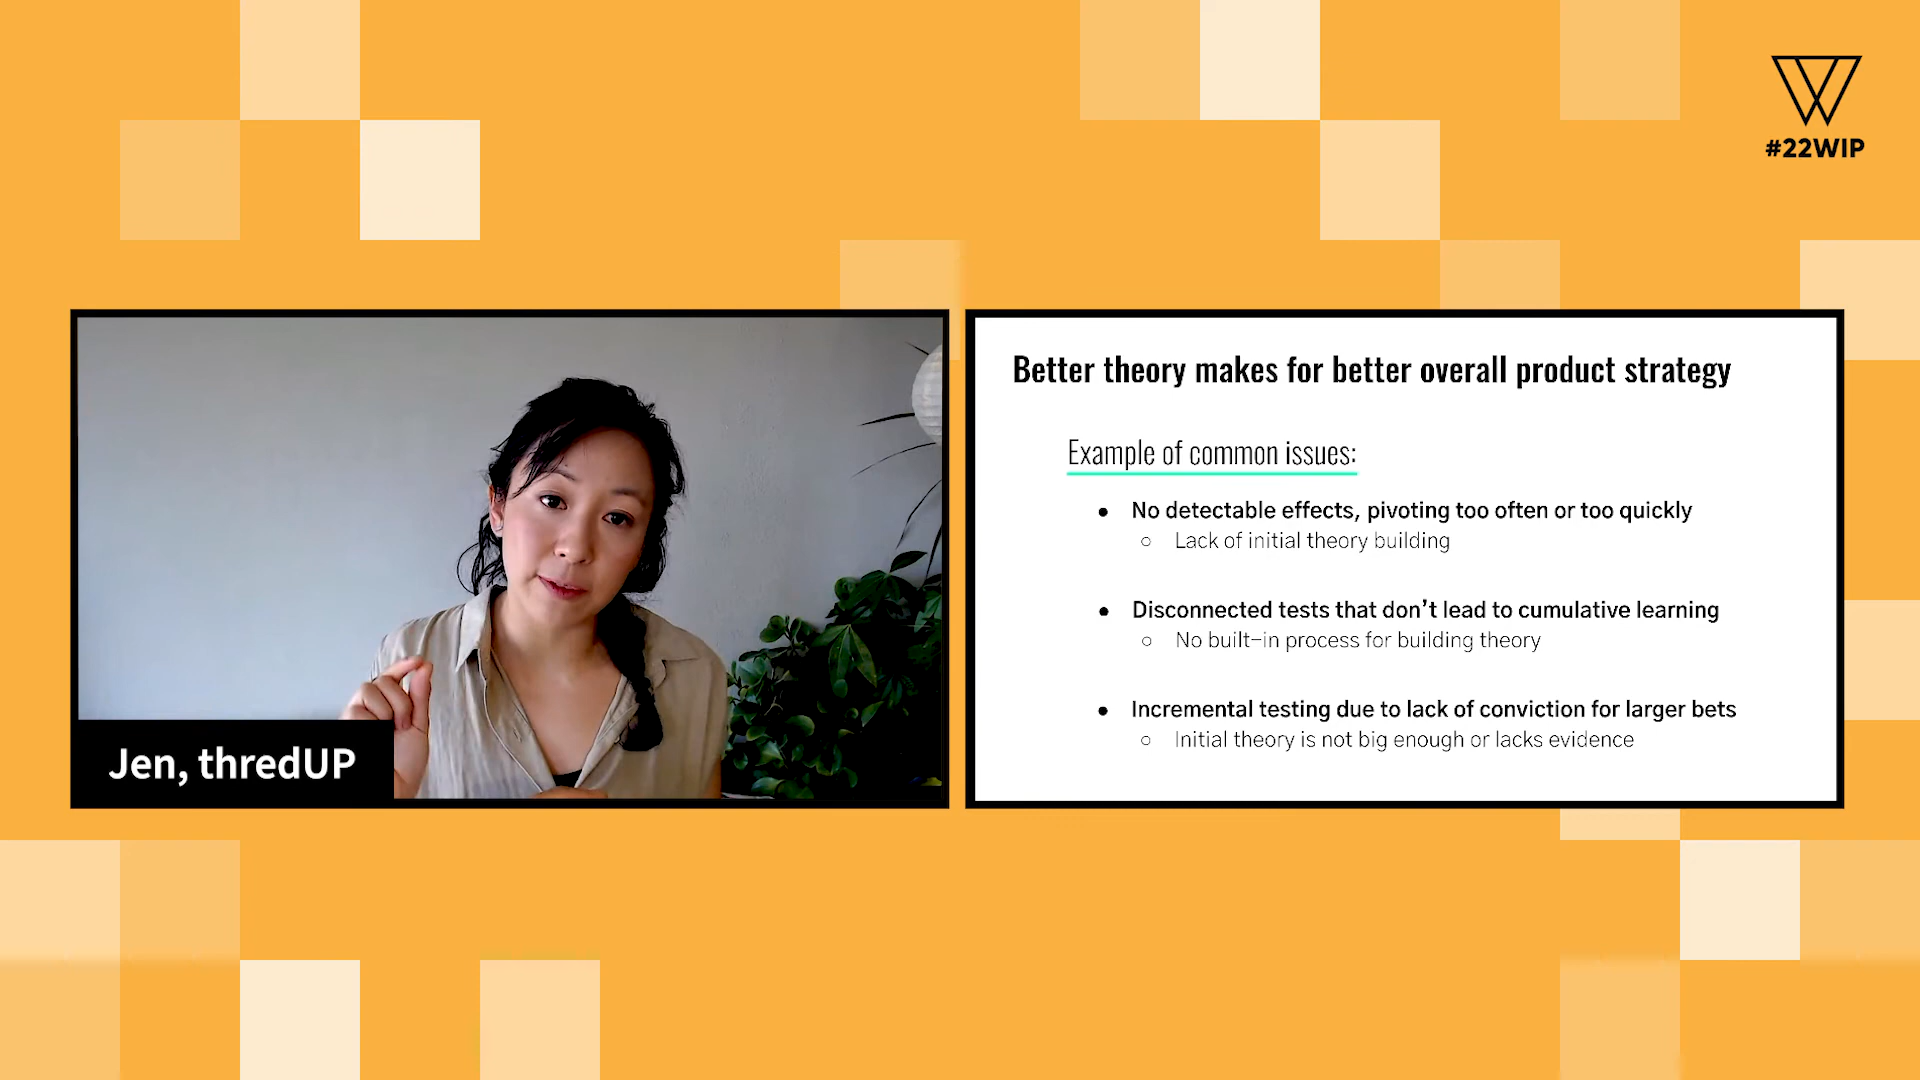 #22WIP
Jen, thredUP
Better theory makes for better overall product strategy
Example of common issues:
● No detectable effects, pivoting too often or too quickly
○ Lack of initial theory building
● Disconnected tests that don’t lead to cumulative learning
○ No built-in process for building theory
● Incremental testing due to lack of conviction for larger bets
○ Initial theory is not big enough or lacks evidence